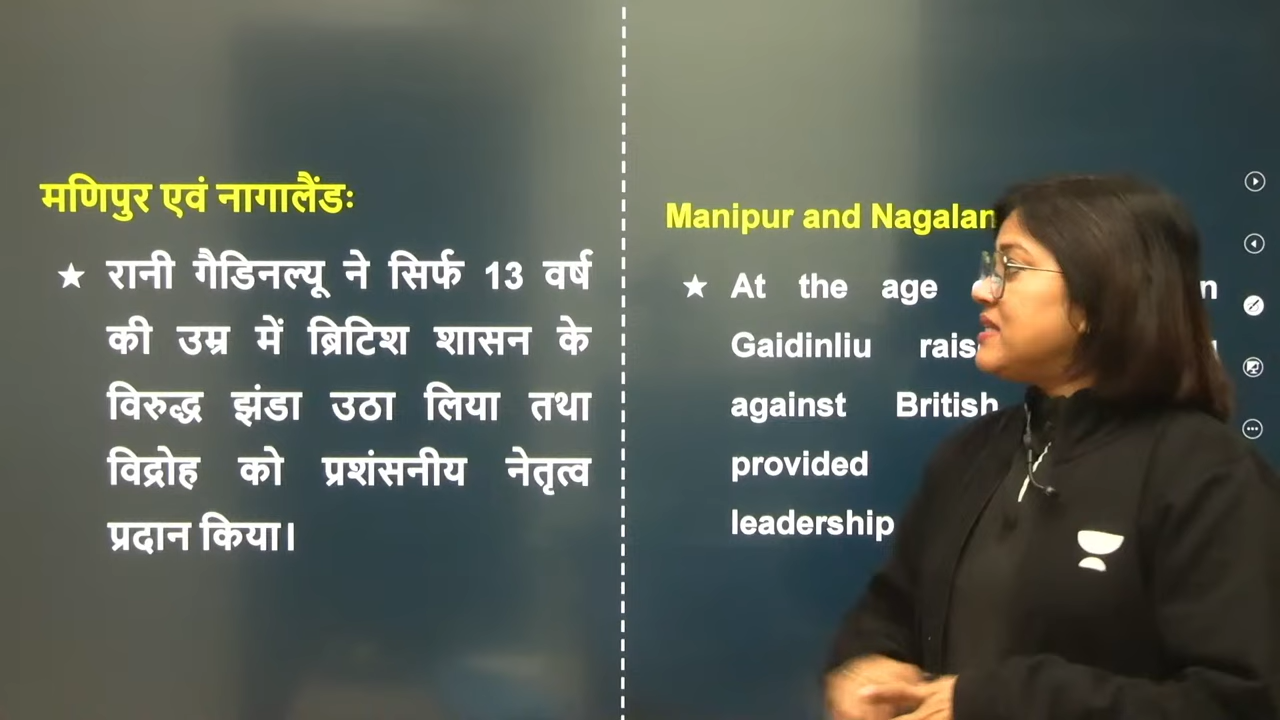 मणिपुर एवं नागालैंडः
★ रानी गैडिनल्यू ने सिर्फ 13 वर्ष
की उम्र में ब्रिटिश शासन के
विरुद्ध झंडा उठा लिया तथा
विद्रोह को प्रशंसनीय नेतृत्व
प्रदान किया।
Manipur and Nagalan
★ At the age
Gaidinliu rais
against British
provided
leadership